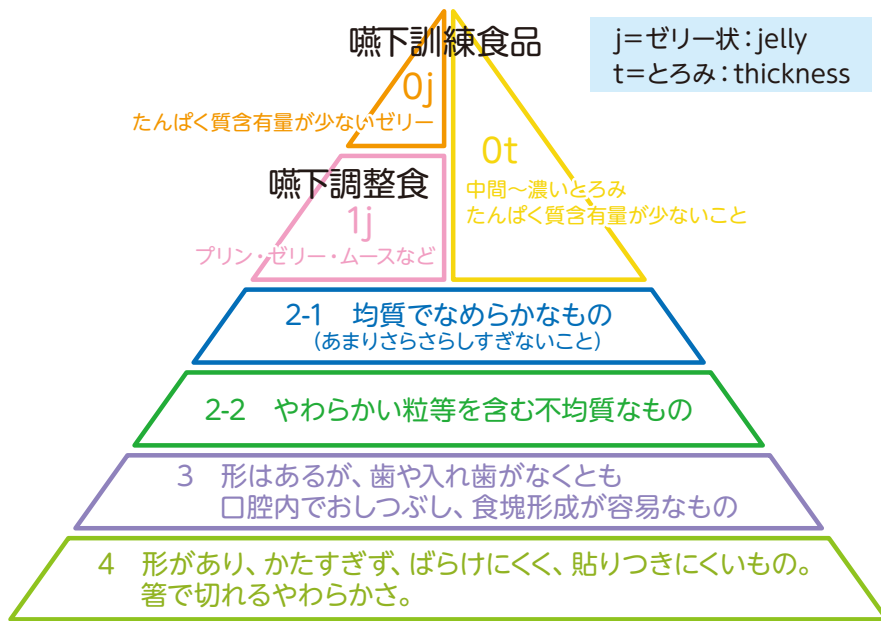 嚥下訓練食品
j=ゼリー状：jelly
t=とろみ：thickness
0j
たんぱく質含有量が少ないゼリー
0t
中間～濃いとろみ
たんぱく質含有量が少ないこと
嚥下調整食
1j
プリン・ゼリー・ムースなど
2-1　均質でなめらかなもの
（あまりさらさらしすぎないこと）
2-2　やわらかい粒等を含む不均質なもの
3　形はあるが、歯や入れ歯がなくとも
口腔内でおしつぶし、食塊形成が容易なもの
4　形があり、かたすぎず、ばらけにくく、貼りつきにくいもの。
箸で切れるやわらかさ。